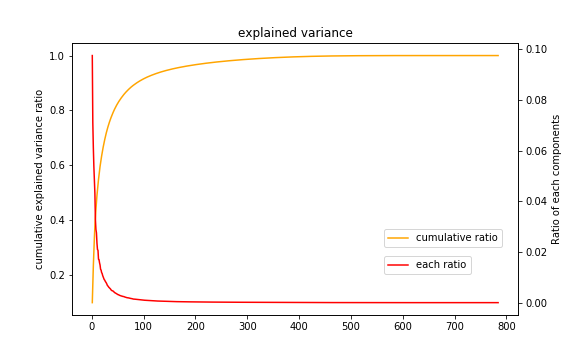 explained variance
cumulative explained variance ratio
1.0
0.8
0.6
0.4
0.2
0.10
0.08
0.06
0.04
0.02
0.00
Ratio of each components
cumulative ratio
each ratio
0 100 200 300 400 500 600 700 800